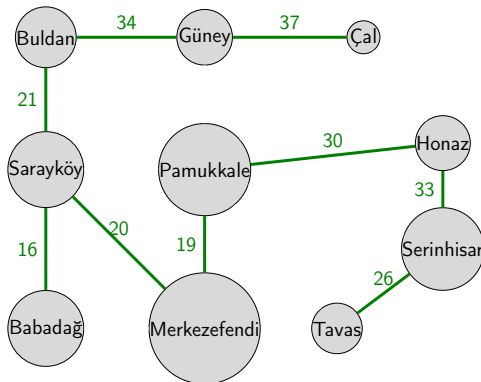 Buldan 34 Güney 37 Çal
21
Sarayköy Pamukkale 30 Honaz
33
16 20 19 Serinhisar
26
Babadağ Merkezefendi Tavas